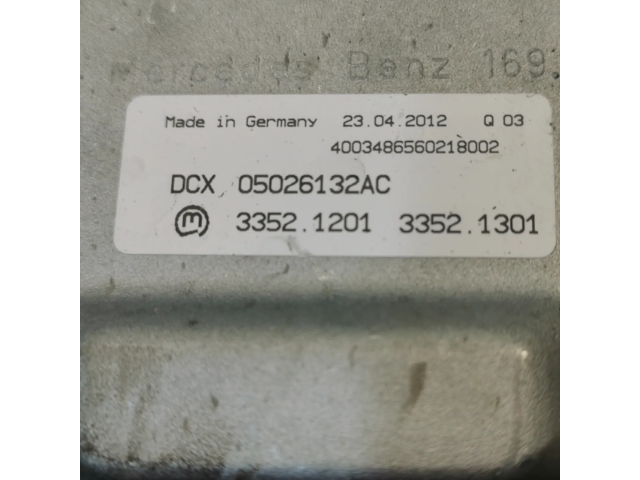 Mercedes Benz 169.
Made in Germany 23.04.2012 Q 03
4003486560218002
DCX 05026132AC
m 3352.1201 3352.1301